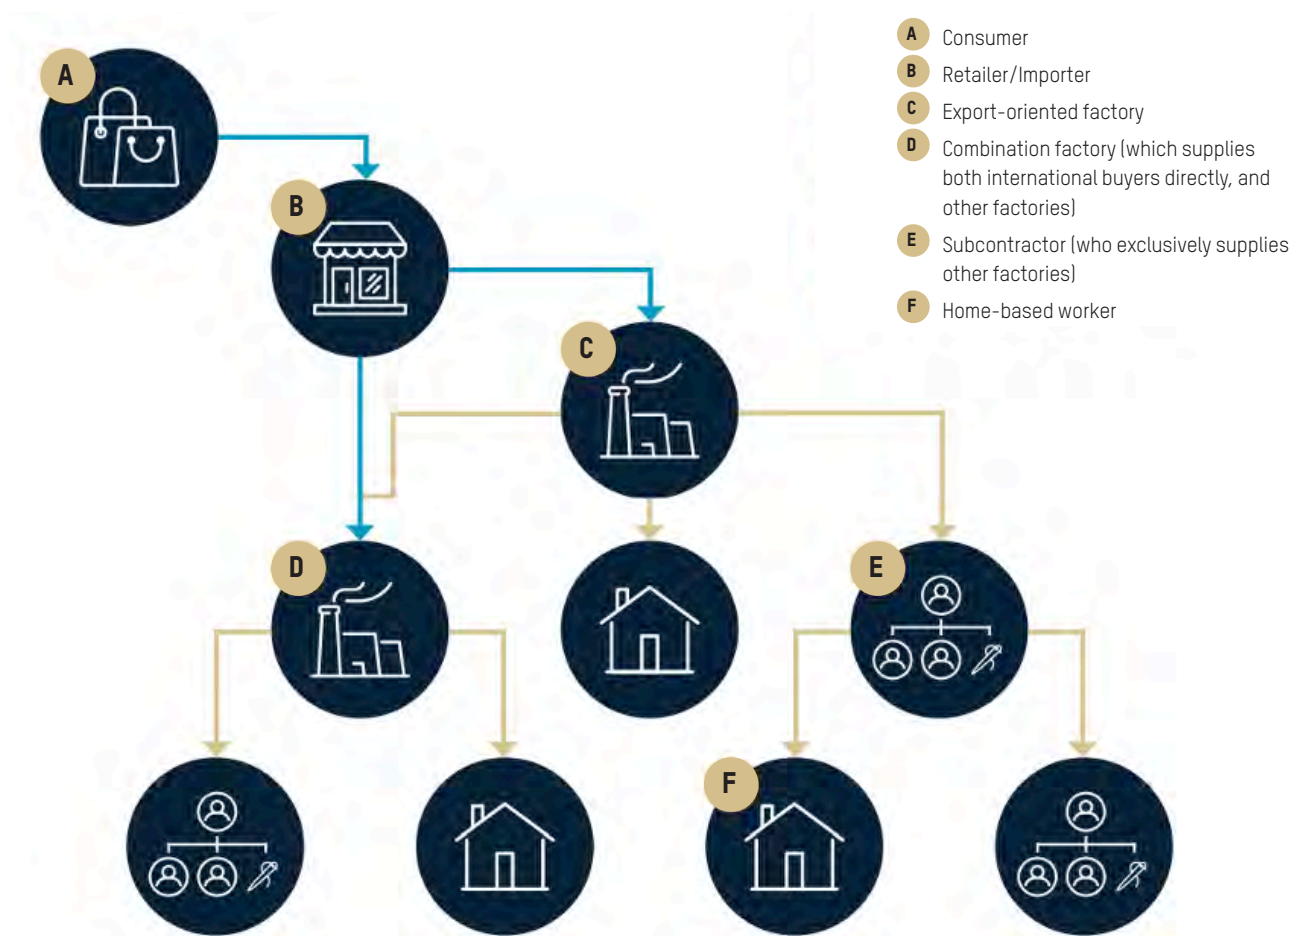 A Consumer
B Retailer/Importer
C Export-oriented factory
D Combination factory (which supplies
both international buyers directly, and
other factories)
E Subcontractor (who exclusively supplies
other factories)
F Home-based worker
A
B
C
D
E
F